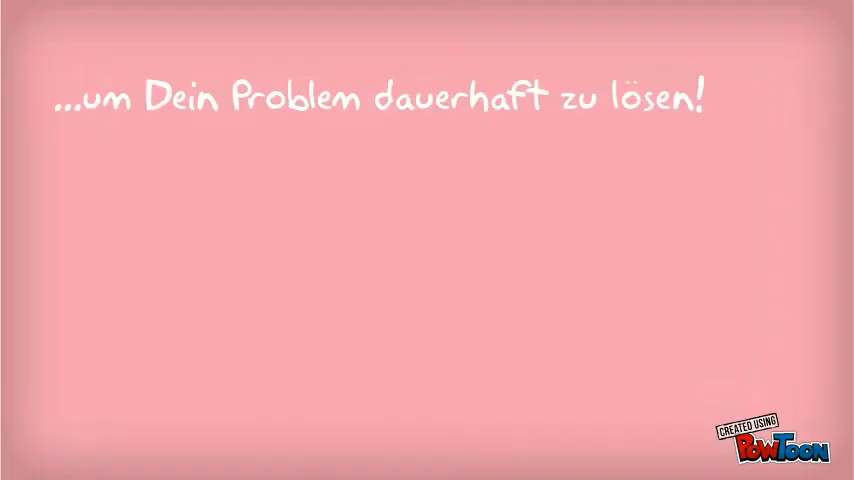 ...um Dein Problem dauerhaft zu lösen!
CREATED USING
POWTOON